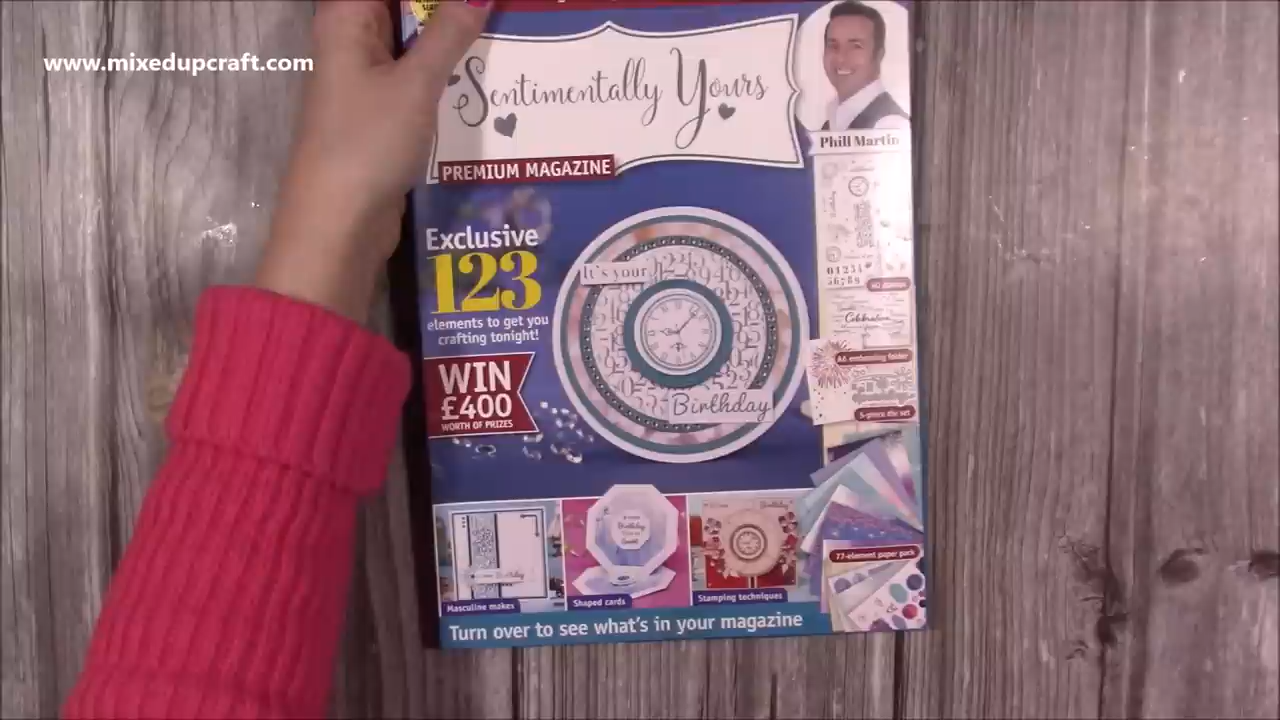 www.mixedupcraft.com
Sentimentally Yours
PREMIUM MAGAZINE
Phill Martin
Exclusive
123
elements to get you
crafting tonight!
WIN
£400
WORTH OF PRIZES
It's your
Birthday
A6 embossing folder
5-piece die set
77-element paper pack
Celebration
Masculine makes
Shaped cards
Stamping techniques
Turn over to see what's in your magazine